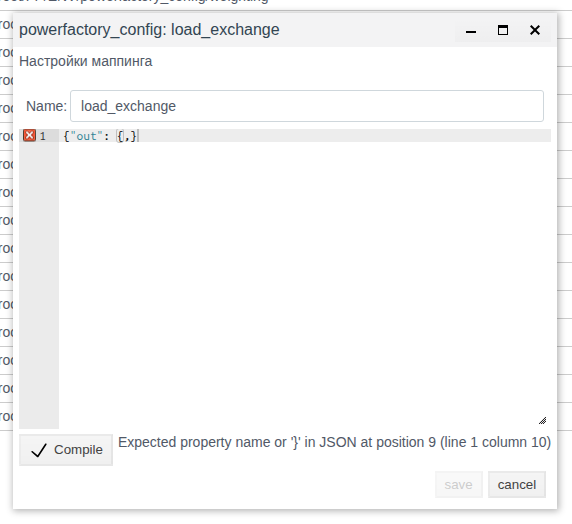 powerfactory_config: load_exchange
Настройки маппинга
Name: load_exchange
1 {"out": {,}
Compile Expected property name or '}' in JSON at position 9 (line 1 column 10)
save cancel